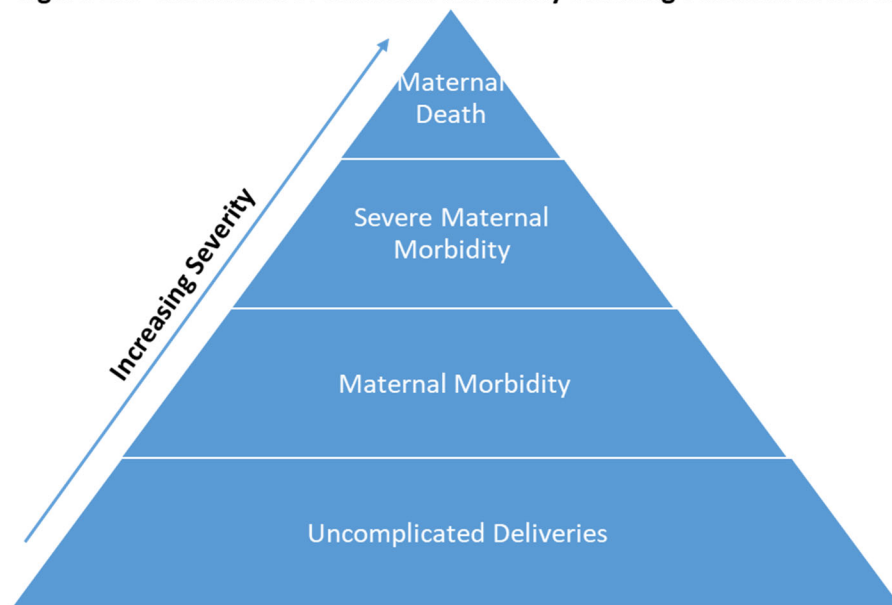 Maternal
Death
Severe Maternal
Morbidity
Increasing Severity
Maternal Morbidity
Uncomplicated Deliveries